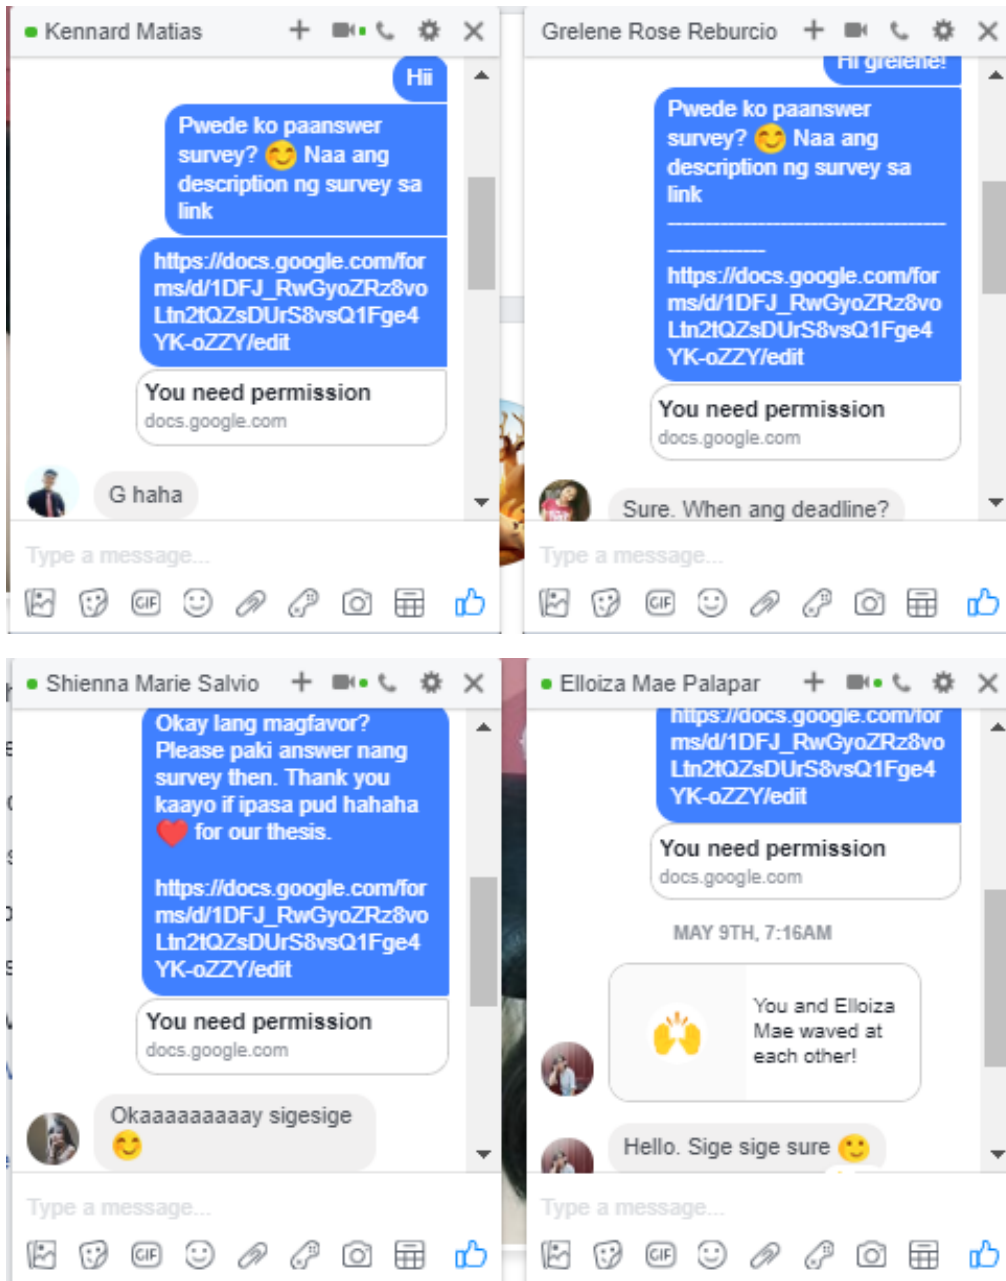 Kennard Matias
Hii
Pwede ko paanswer
survey? 😊 Naa ang
description ng survey sa
link
https://docs.google.com/for
ms/d/1DFJ_RwGyoZRz8vo
Ltn2tQZsDUrS8vsQ1Fge4
YK-oZZY/edit
You need permission
docs.google.com
G haha
Type a message...
GIF
Grelene Rose Reburcio
Hi grelene!
Pwede ko paanswer
survey? 😊 Naa ang
description ng survey sa
link
https://docs.google.com/for
ms/d/1DFJ_RwGyoZRz8vo
Ltn2tQZsDUrS8vsQ1Fge4
YK-oZZY/edit
You need permission
docs.google.com
Sure. When ang deadline?
Type a message...
GIF
Shienna Marie Salvio
Okay lang magfavor?
Please paki answer nang
survey then. Thank you
kaayo if ipasa pud hahaha
❤️ for our thesis.
https://docs.google.com/for
ms/d/1DFJ_RwGyoZRz8vo
Ltn2tQZsDUrS8vsQ1Fge4
YK-oZZY/edit
You need permission
docs.google.com
Okaaaaaaaaay sigesige
😊
Type a message...
GIF
Elloiza Mae Palapar
https://docs.google.com/for
ms/d/1DFJ_RwGyoZRz8vo
Ltn2tQZsDUrS8vsQ1Fge4
YK-oZZY/edit
You need permission
docs.google.com
MAY 9TH, 7:16AM
You and Elloiza
Mae waved at
each other!
Hello. Sige sige sure 🙂
Type a message...
GIF